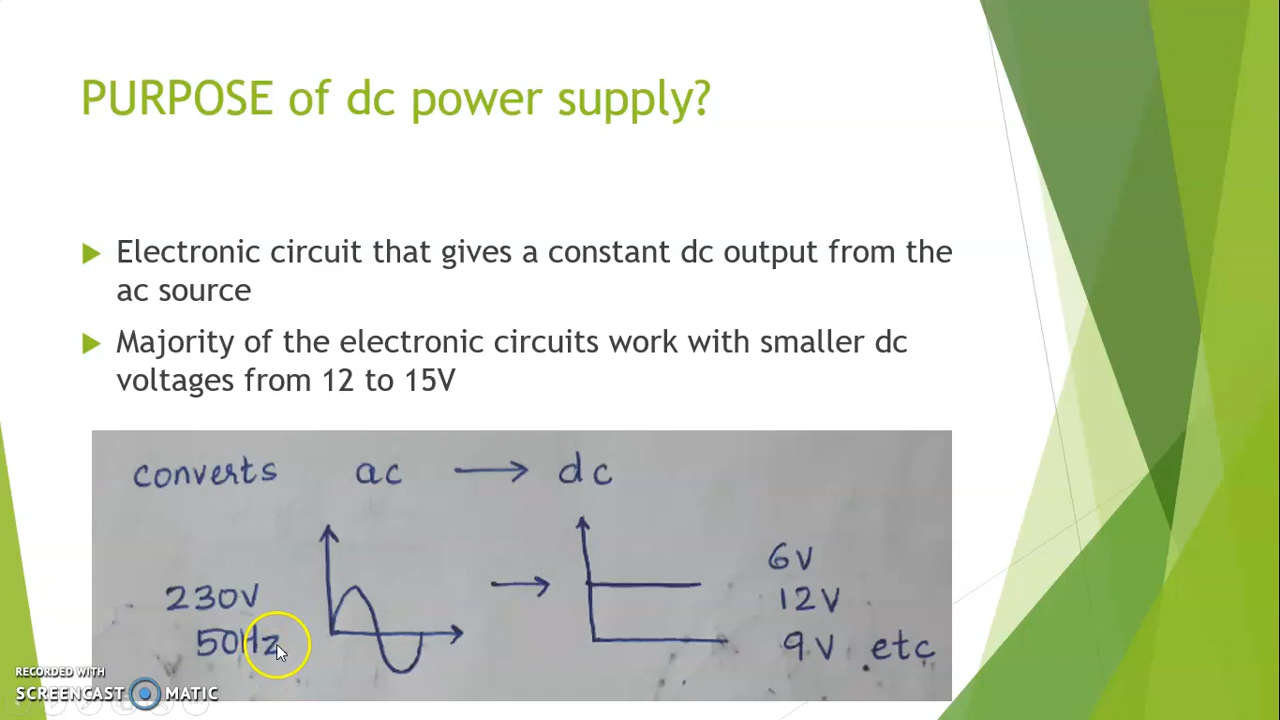 PURPOSE of dc power supply?
Electronic circuit that gives a constant dc output from the
ac source
Majority of the electronic circuits work with smaller dc
voltages from 12 to 15V
converts ac → dc
230V
50Hz
→
6V
12V
9V etc
RECORDED WITH
SCREENCAST MATIC